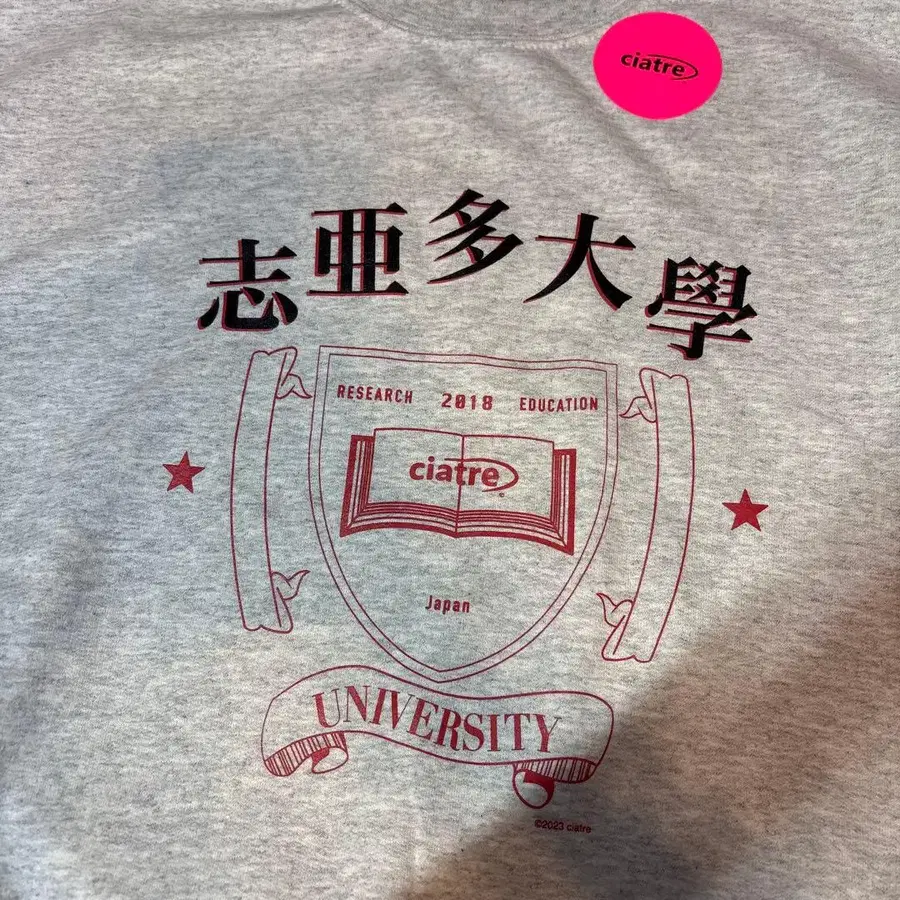 ciatre
志亜多大學
RESEARCH 2018 EDUCATION
ciatre
Japan
UNIVERSITY
©2023 ciatre